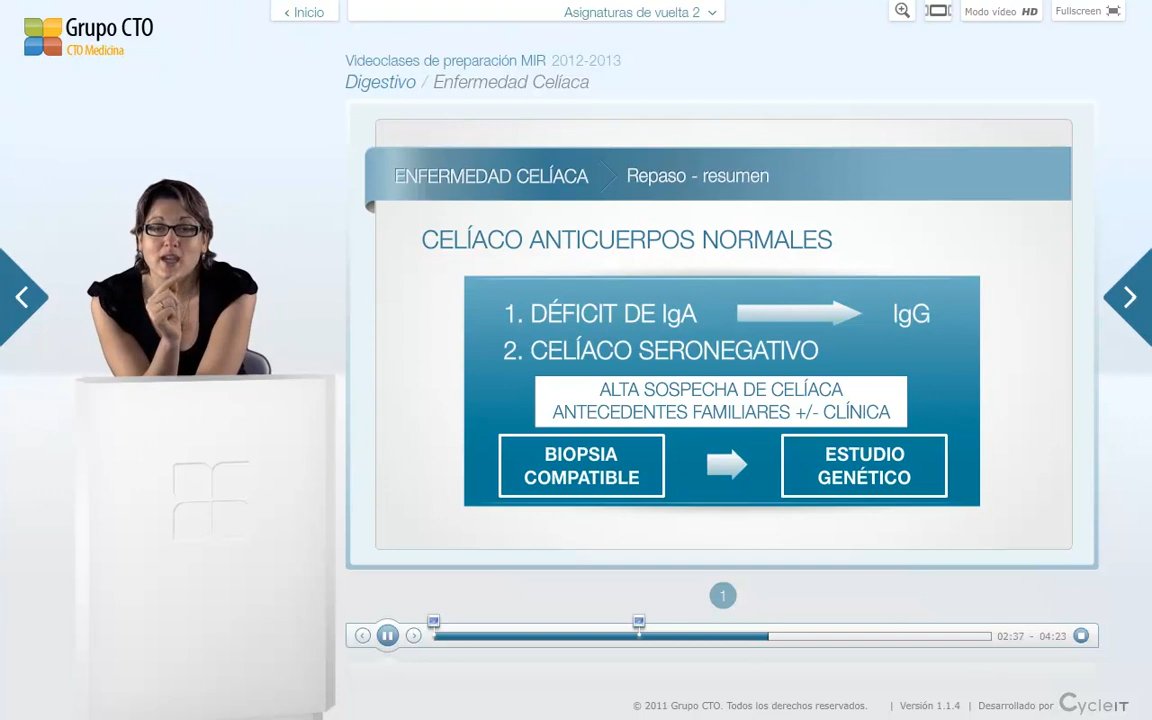 Grupo CTO
CTO Medicina
‹ Inicio
Asignaturas de vuelta 2
Modo vídeo HD
Fullscreen
Videoclases de preparación MIR 2012-2013
Digestivo / Enfermedad Celíaca
ENFERMEDAD CELÍACA
Repaso - resumen
CELÍACO ANTICUERPOS NORMALES
1. DÉFICIT DE IgA
IgG
2. CELÍACO SERONEGATIVO
ALTA SOSPECHA DE CELÍACA
ANTECEDENTES FAMILIARES +/- CLÍNICA
BIOPSIA
COMPATIBLE
ESTUDIO
GENÉTICO
1
02:37 - 04:23
© 2011 Grupo CTO. Todos los derechos reservados. | Versión 1.1.4 | Desarrollado por CycleIT